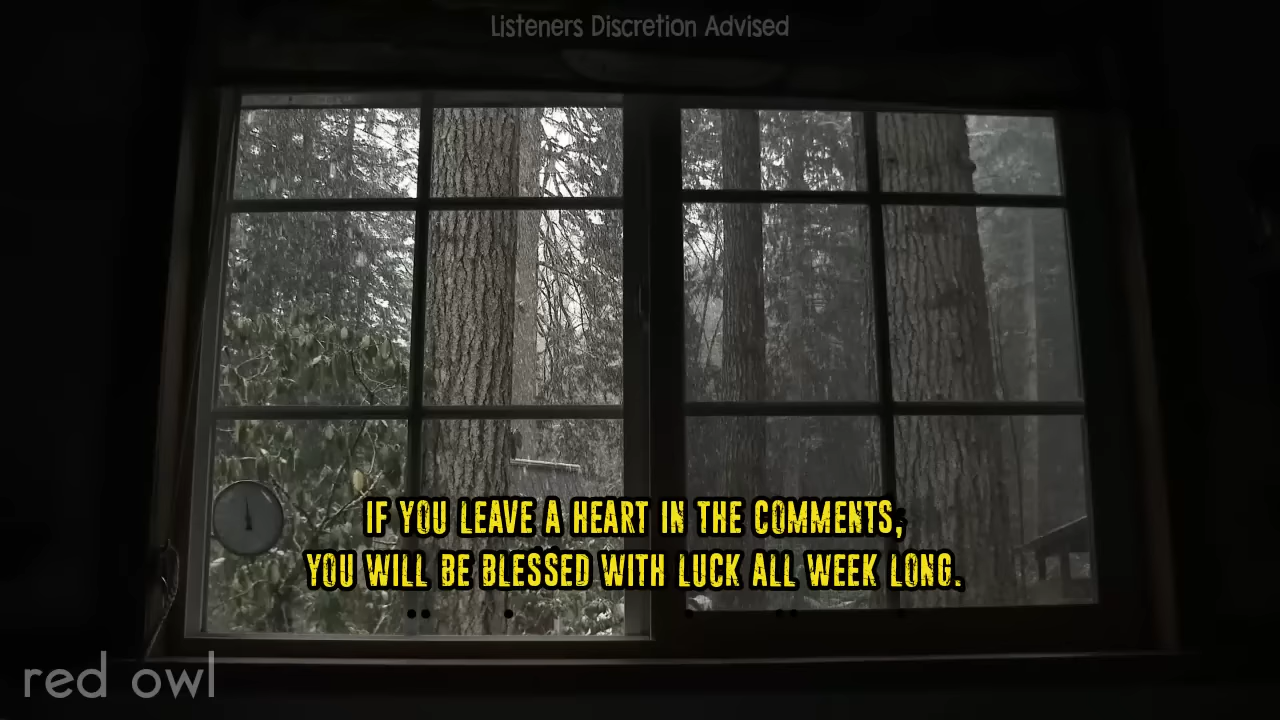 Listeners Discretion Advised
IF YOU LEAVE A HEART IN THE COMMENTS,
YOU WILL BE BLESSED WITH LUCK ALL WEEK LONG.
red owl